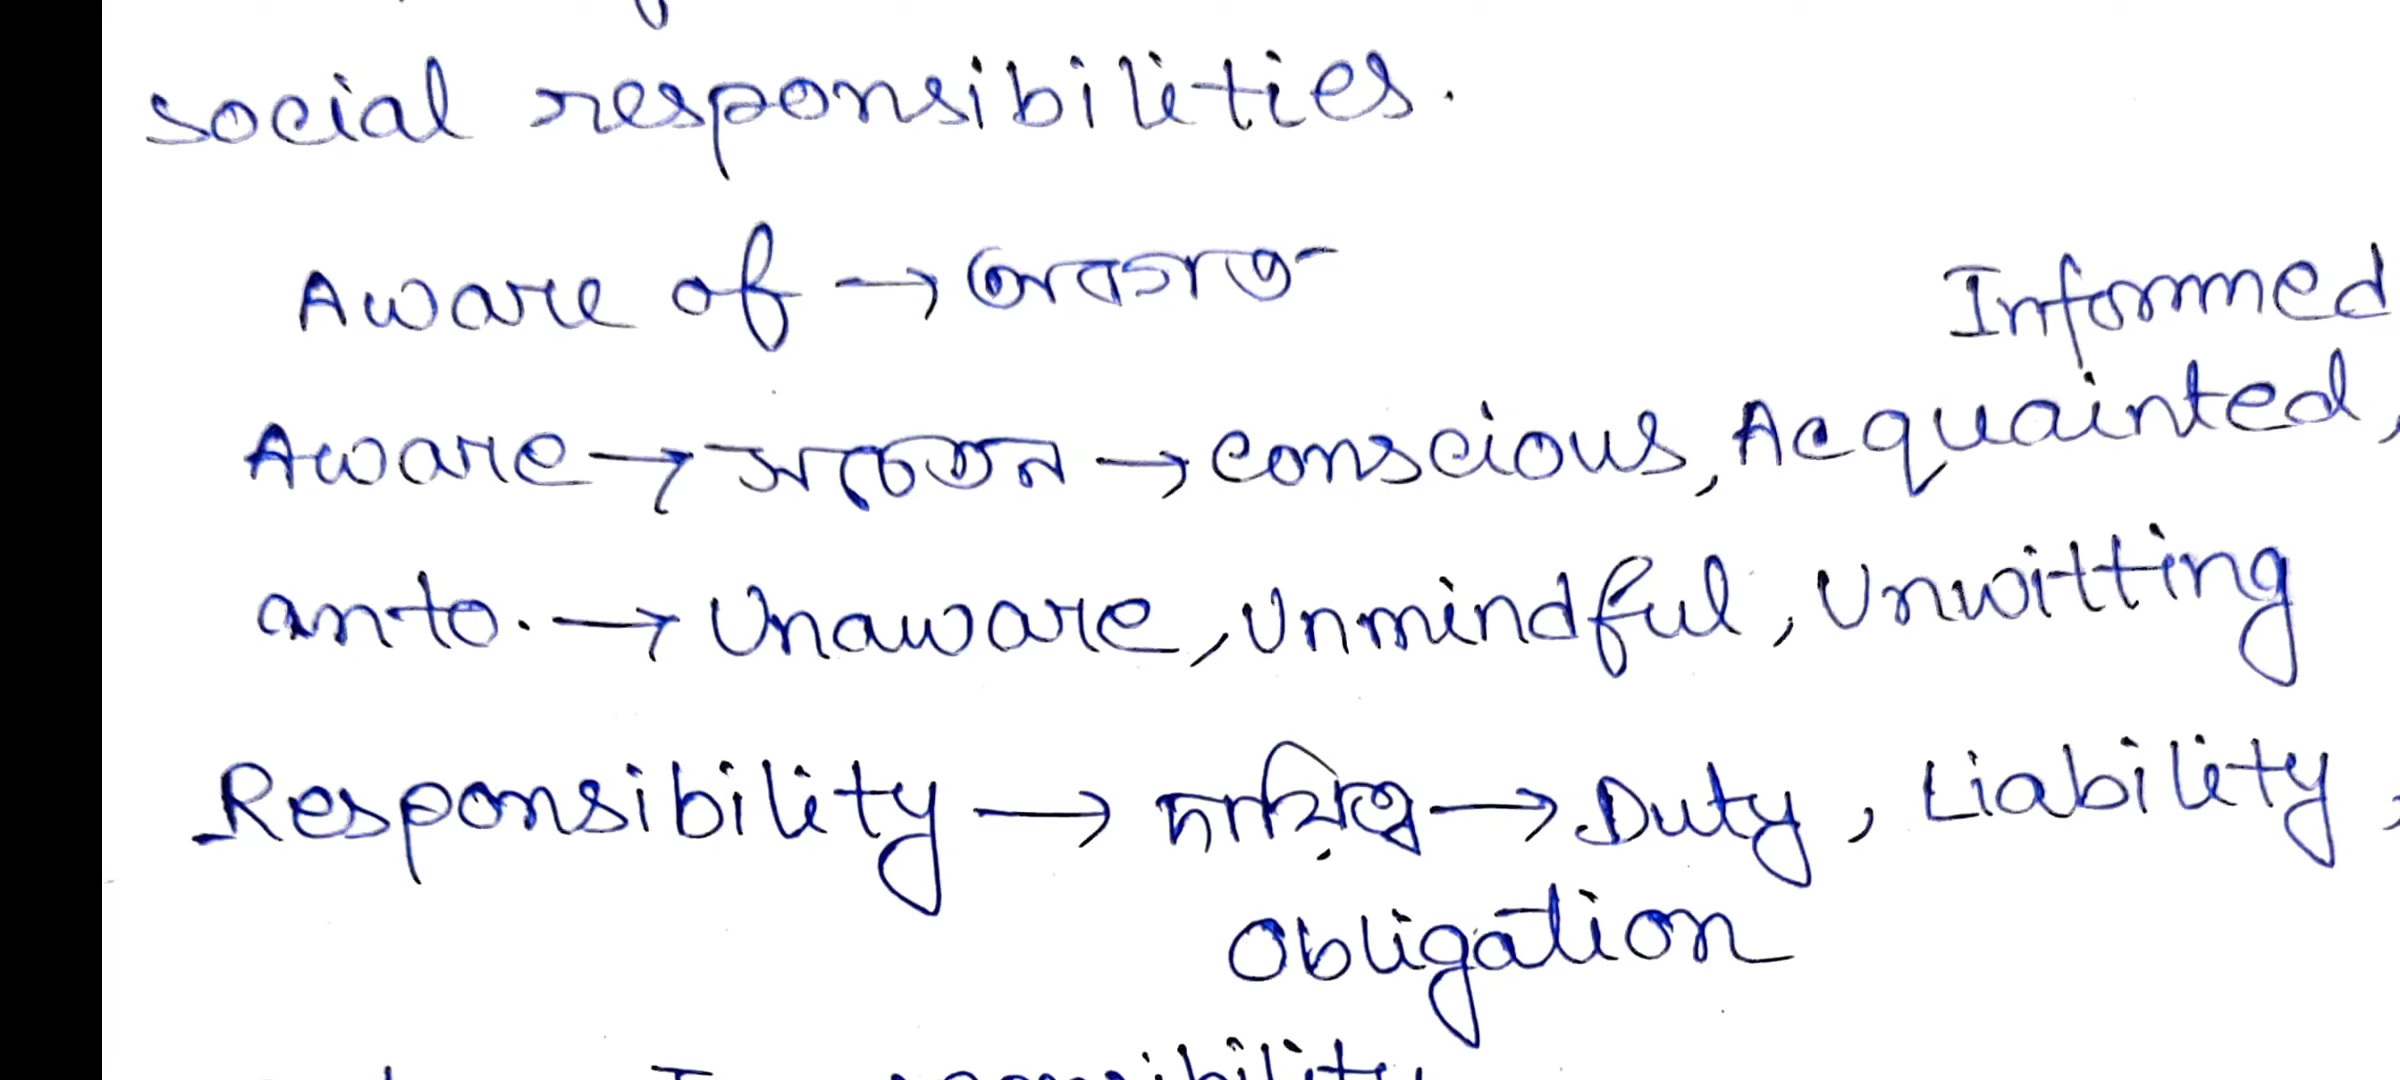 social responsibilities.
Aware of → অবগত
Informed
Aware → সচেতন → conscious, Acquainted,
anto. → Unaware, Unmindful, Unwitting
Responsibility → দায়িত্ব → Duty, Liability,
Obligation